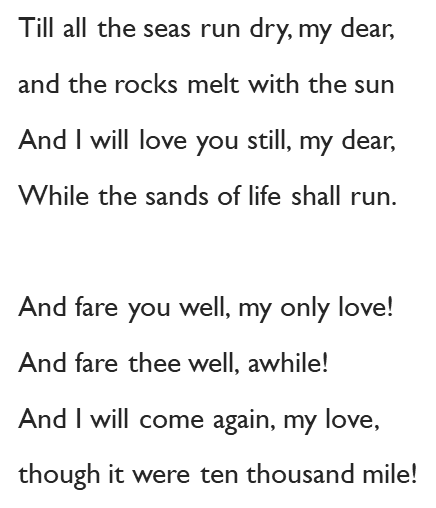 Till all the seas run dry, my dear,
and the rocks melt with the sun
And I will love you still, my dear,
While the sands of life shall run.

And fare you well, my only love!
And fare thee well, awhile!
And I will come again, my love,
though it were ten thousand mile!